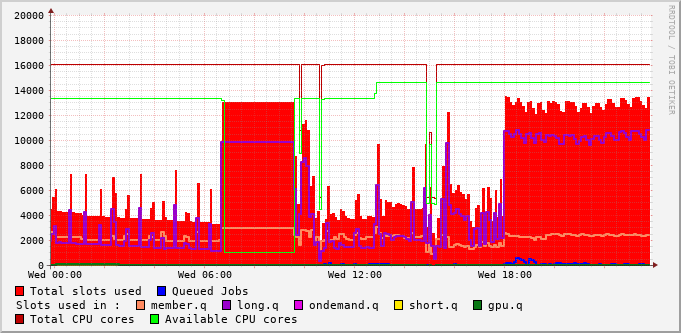 20000
18000
16000
14000
12000
10000
8000
6000
4000
2000
0
Wed 00:00 Wed 06:00 Wed 12:00 Wed 18:00
Total slots used Queued Jobs
Slots used in : member.q long.q ondemand.q short.q gpu.q
Total CPU cores Available CPU cores
RRDTOOL / TOBI OETIKER